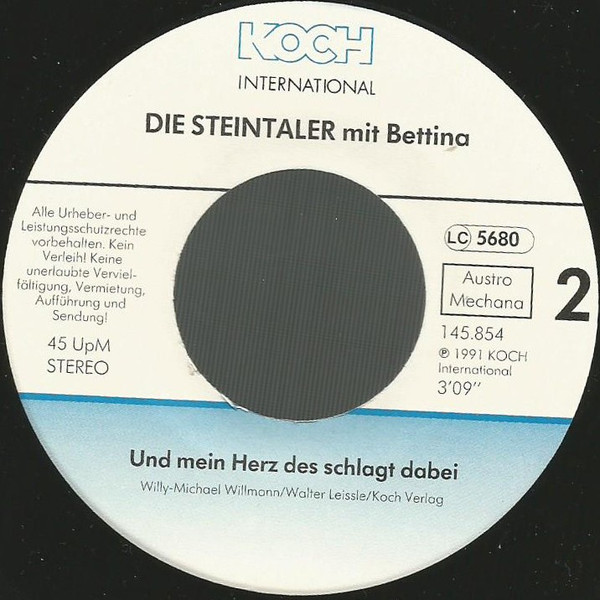 KOCH
INTERNATIONAL
DIE STEINTALER mit Bettina
Alle Urheber- und
Leistungsschutzrechte
vorbehalten. Kein
Verleih! Keine
unerlaubte Verviel-
fältigung, Vermietung,
Aufführung und
Sendung!
45 UpM
STEREO
LC 5680
Austro
Mechana
2
145.854
℗ 1991 KOCH
International
3'09"
Und mein Herz des schlagt dabei
Willy-Michael Willmann/Walter Leissle/Koch Verlag